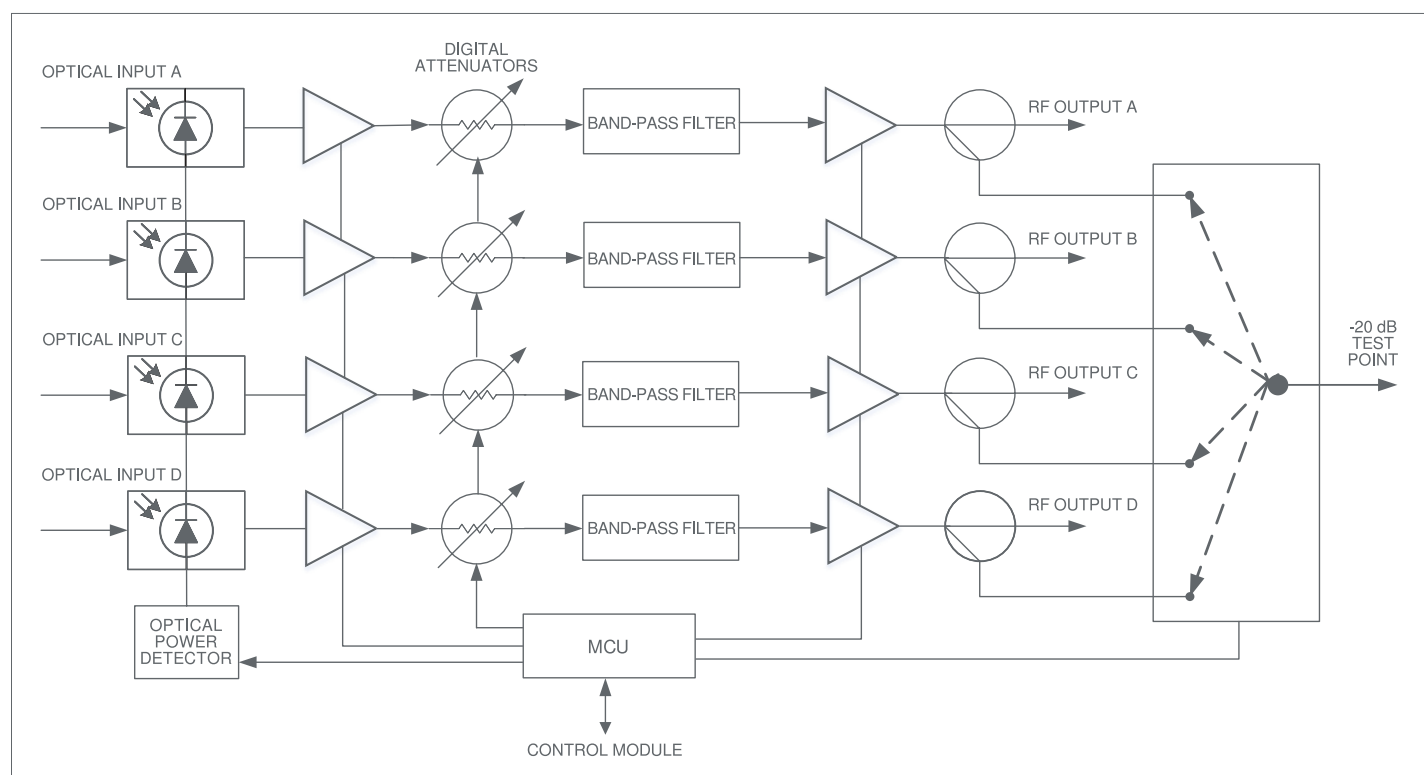 DIGITAL
ATTENUATORS
OPTICAL INPUT A
BAND-PASS FILTER
RF OUTPUT A
OPTICAL INPUT B
BAND-PASS FILTER
RF OUTPUT B
OPTICAL INPUT C
BAND-PASS FILTER
RF OUTPUT C
-20 dB
TEST
POINT
OPTICAL INPUT D
BAND-PASS FILTER
RF OUTPUT D
OPTICAL
POWER
DETECTOR
MCU
CONTROL MODULE